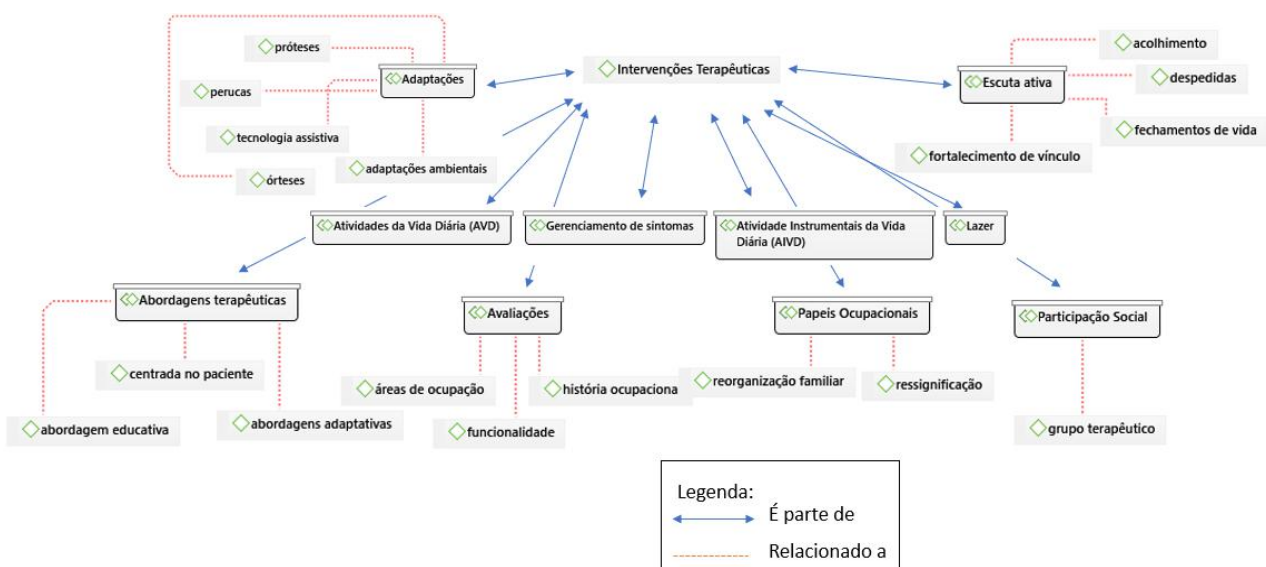 próteses
Intervenções Terapêuticas
acolhimento
Adaptações
Escuta ativa
despedidas
perucas
tecnologia assistiva
fechamentos de vida
adaptações ambientais
fortalecimento de vínculo
órteses
Atividades da Vida Diária (AVD)
Gerenciamento de sintomas
Atividade Instrumentais da Vida
Diária (AIVD)
Lazer
Abordagens terapêuticas
Avaliações
Papeis Ocupacionais
Participação Social
centrada no paciente
áreas de ocupação
história ocupaciona
reorganização familiar
ressignificação
abordagem educativa
abordagens adaptativas
funcionalidade
grupo terapêutico
Legenda:
É parte de
Relacionado a